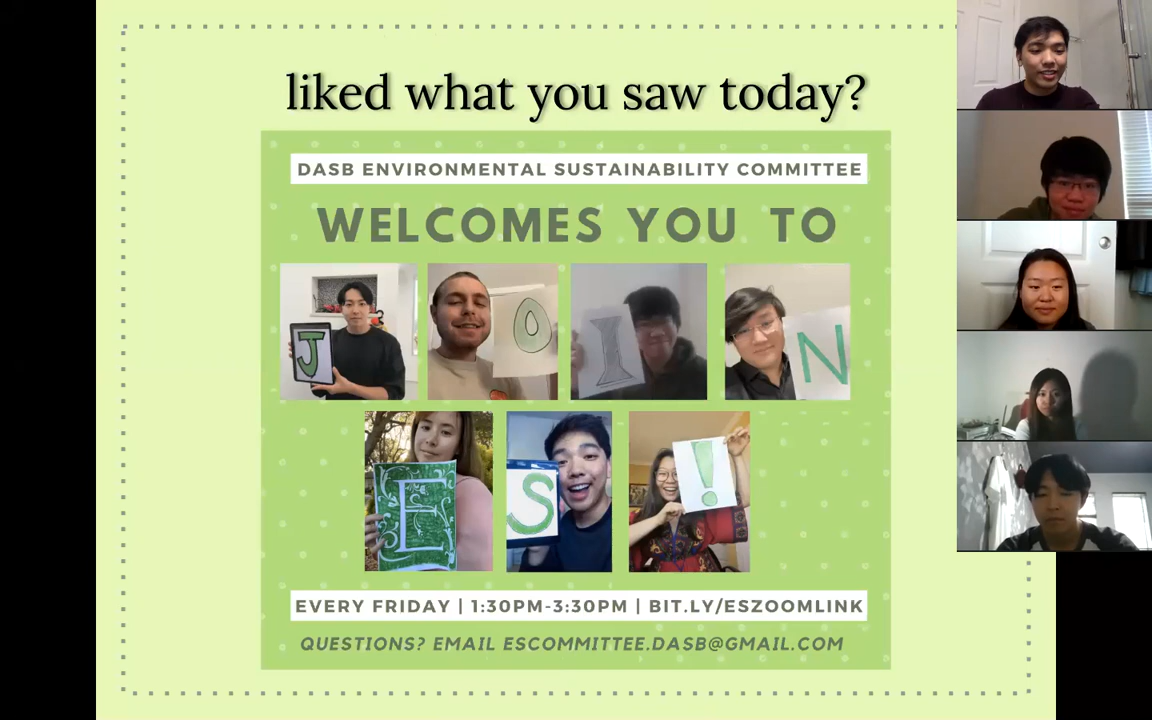 liked what you saw today?
DASB ENVIRONMENTAL SUSTAINABILITY COMMITTEE
WELCOMES YOU TO
J O I N
E S !
EVERY FRIDAY | 1:30PM-3:30PM | BIT.LY/ESZOOMLINK
QUESTIONS? EMAIL ESCOMMITTEE.DASB@GMAIL.COM